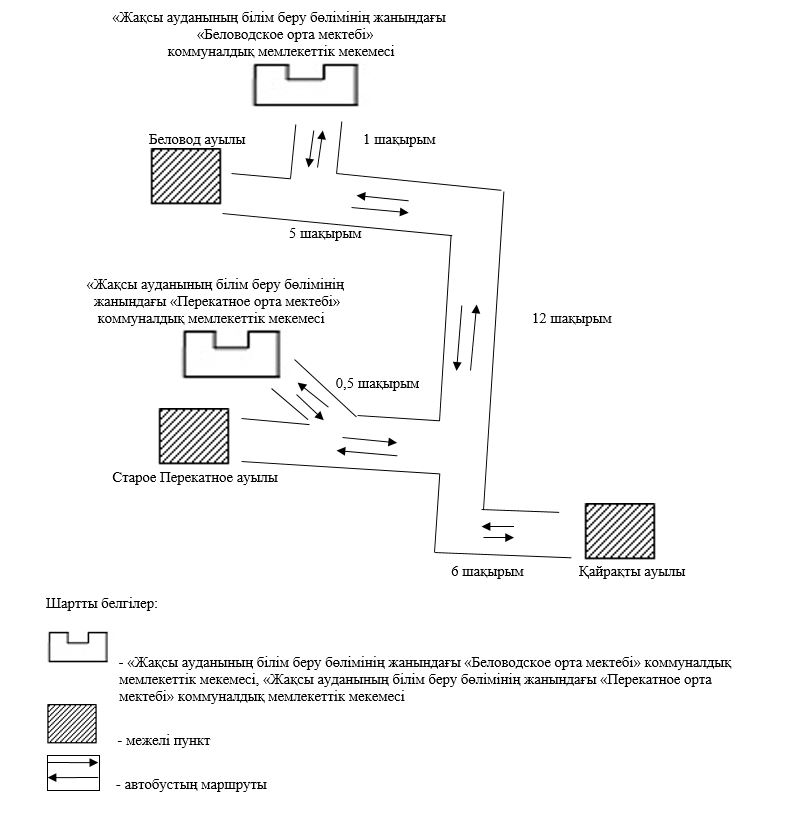 «Жақсы ауданының білім беру бөлімінің жанындағы
«Беловодское орта мектебі»
коммуналдық мемлекеттік мекемесі
Беловод ауылы
1 шақырым
5 шақырым
«Жақсы ауданының білім беру бөлімінің
жанындағы «Перекатное орта мектебі»
коммуналдық мемлекеттік мекемесі
12 шақырым
0,5 шақырым
Старое Перекатное ауылы
6 шақырым
Қайрақты ауылы
Шартты белгілер:
- «Жақсы ауданының білім беру бөлімінің жанындағы «Беловодское орта мектебі» коммуналдық
мемлекеттік мекемесі, «Жақсы ауданының білім беру бөлімінің жанындағы «Перекатное орта
мектебі» коммуналдық мемлекеттік мекемесі
- межелі пункт
- автобустың маршруты